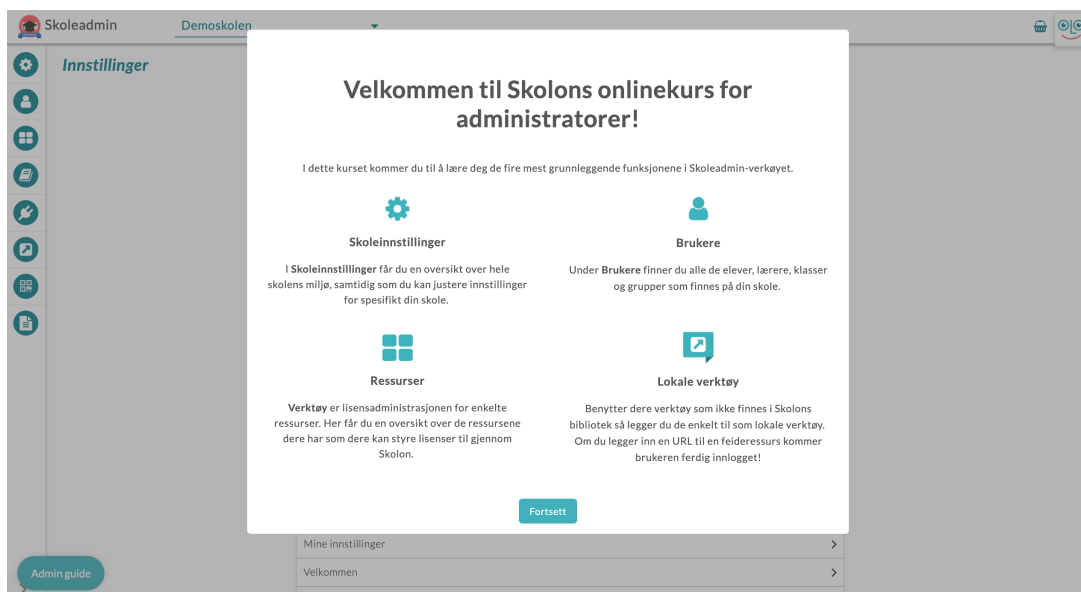 Skoleadmin
Demoskolen
Innstillinger
Velkommen til Skolons onlinekurs for
administratorer!
I dette kurset kommer du til å lære deg de fire mest grunnleggende funksjonene i Skoleadmin-verkøyet.
Skoleinnstillinger
I Skoleinnstillinger får du en oversikt over hele
skolens miljø, samtidig som du kan justere innstillinger
for spesifikt din skole.
Brukere
Under Brukere finner du alle de elever, lærere, klasser
og grupper som finnes på din skole.
Ressurser
Verktøy er lisensadministrasjonen for enkelte
ressurser. Her får du en oversikt over de ressursene
dere har som dere kan styre lisenser til gjennom
Skolon.
Lokale verktøy
Benytter dere verktøy som ikke finnes i Skolons
bibliotek så legger du de enkelt til som lokale verktøy.
Om du legger inn en URL til en feideressurs kommer
brukeren ferdig innlogget!
Fortsett
Mine innstillinger
Velkommen
Admin guide